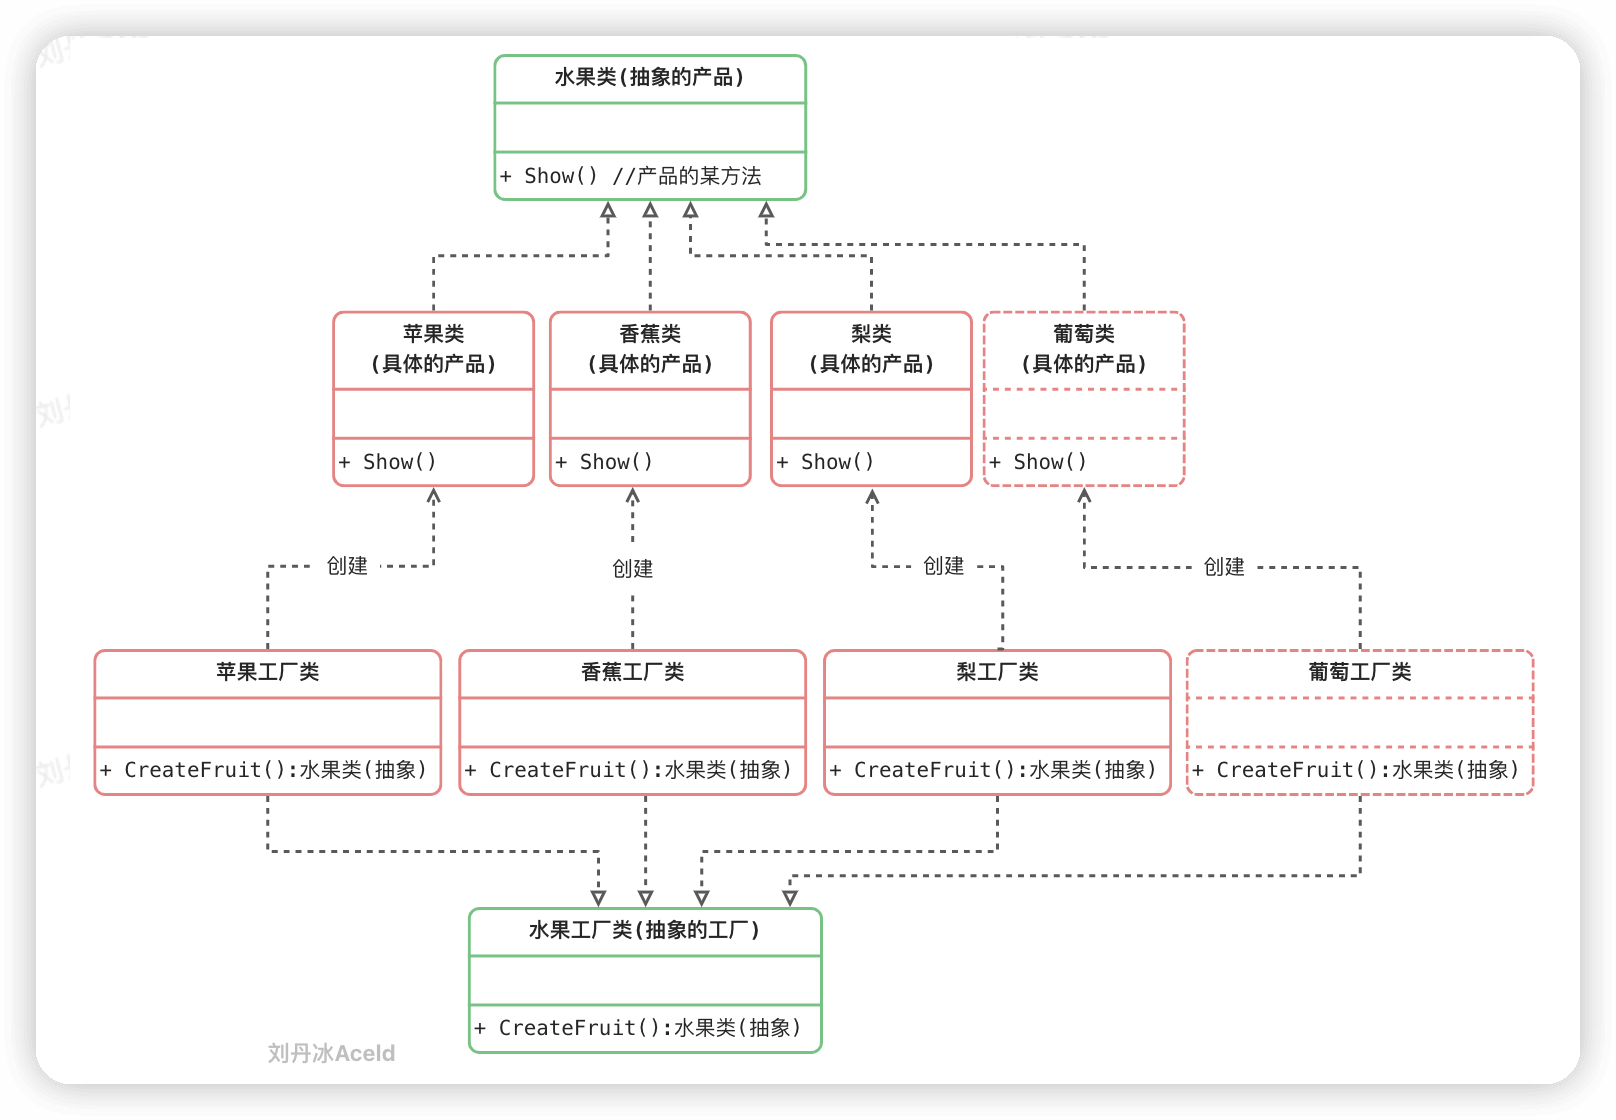 水果类(抽象的产品)
+ Show() //产品的某方法
苹果类
(具体的产品)
+ Show()
香蕉类
(具体的产品)
+ Show()
梨类
(具体的产品)
+ Show()
葡萄类
(具体的产品)
+ Show()
创建
创建
创建
创建
苹果工厂类
+ CreateFruit():水果类(抽象)
香蕉工厂类
+ CreateFruit():水果类(抽象)
梨工厂类
+ CreateFruit():水果类(抽象)
葡萄工厂类
+ CreateFruit():水果类(抽象)
水果工厂类(抽象的工厂)
+ CreateFruit():水果类(抽象)
刘丹冰Aceld